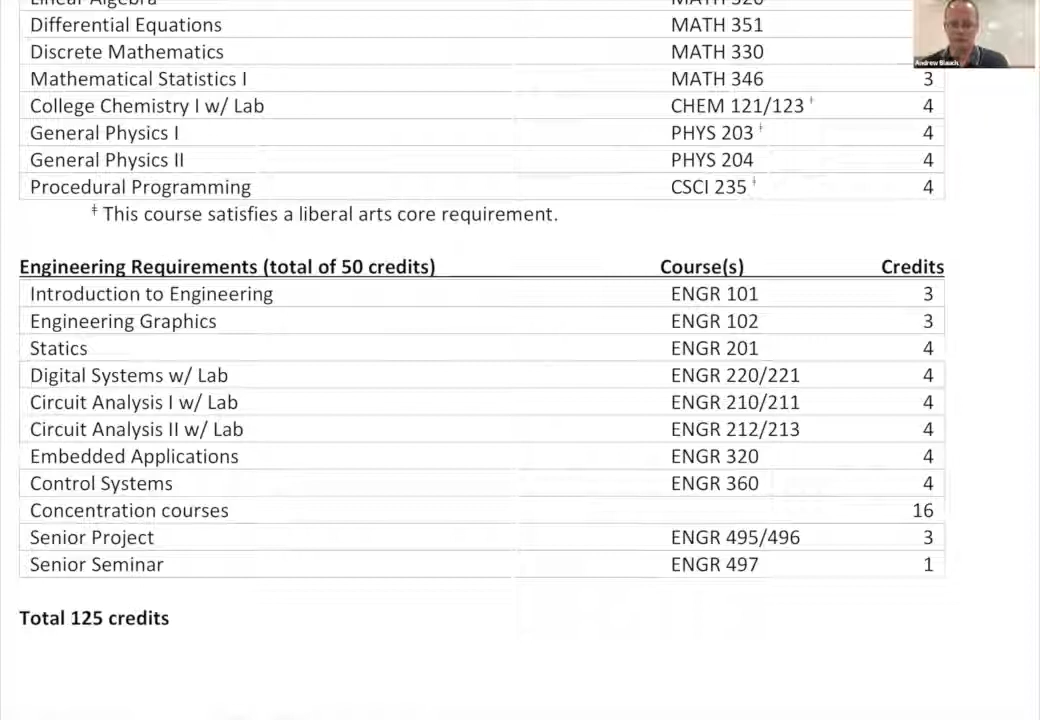 Linear Algebra MATH 320
Differential Equations MATH 351
Discrete Mathematics MATH 330
Mathematical Statistics I MATH 346 3
College Chemistry I w/ Lab CHEM 121/123 ǂ 4
General Physics I PHYS 203 ǂ 4
General Physics II PHYS 204 4
Procedural Programming CSCI 235 ǂ 4
ǂ This course satisfies a liberal arts core requirement.
Engineering Requirements (total of 50 credits) Course(s) Credits
Introduction to Engineering ENGR 101 3
Engineering Graphics ENGR 102 3
Statics ENGR 201 4
Digital Systems w/ Lab ENGR 220/221 4
Circuit Analysis I w/ Lab ENGR 210/211 4
Circuit Analysis II w/ Lab ENGR 212/213 4
Embedded Applications ENGR 320 4
Control Systems ENGR 360 4
Concentration courses 16
Senior Project ENGR 495/496 3
Senior Seminar ENGR 497 1
Total 125 credits